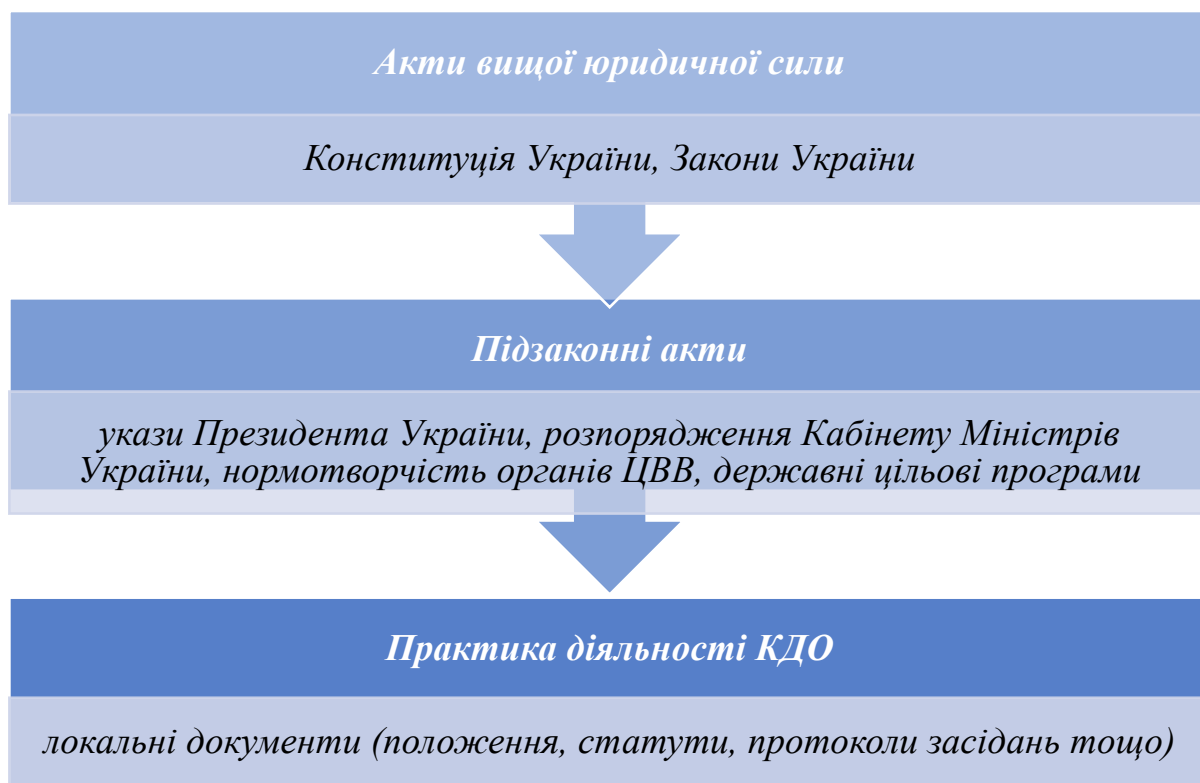 Акти вищої юридичної сили
Конституція України, Закони України
Підзаконні акти
укази Президента України, розпорядження Кабінету Міністрів
України, нормотворчість органів ЦВВ, державні цільові програми
Практика діяльності КДО
локальні документи (положення, статути, протоколи засідань тощо)